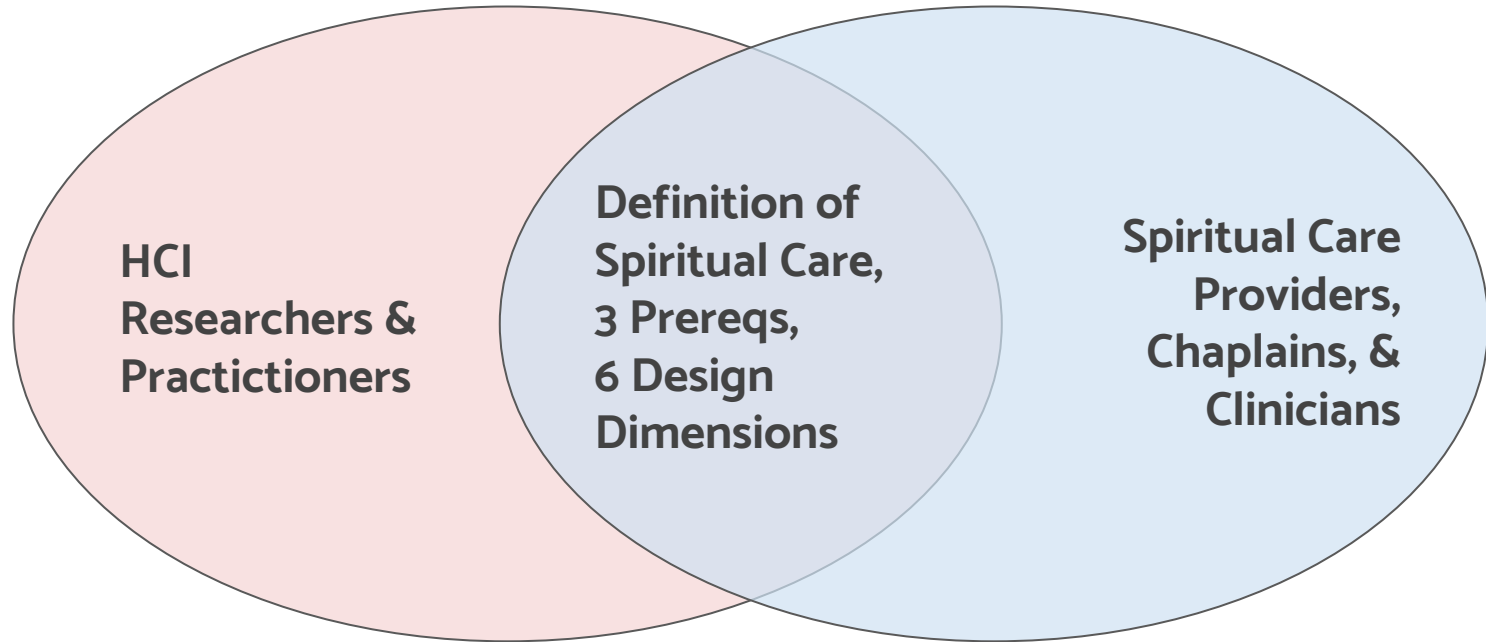 HCI
Researchers &
Practictioners
Definition of
Spiritual Care,
3 Prereqs,
6 Design
Dimensions
Spiritual Care
Providers,
Chaplains, &
Clinicians